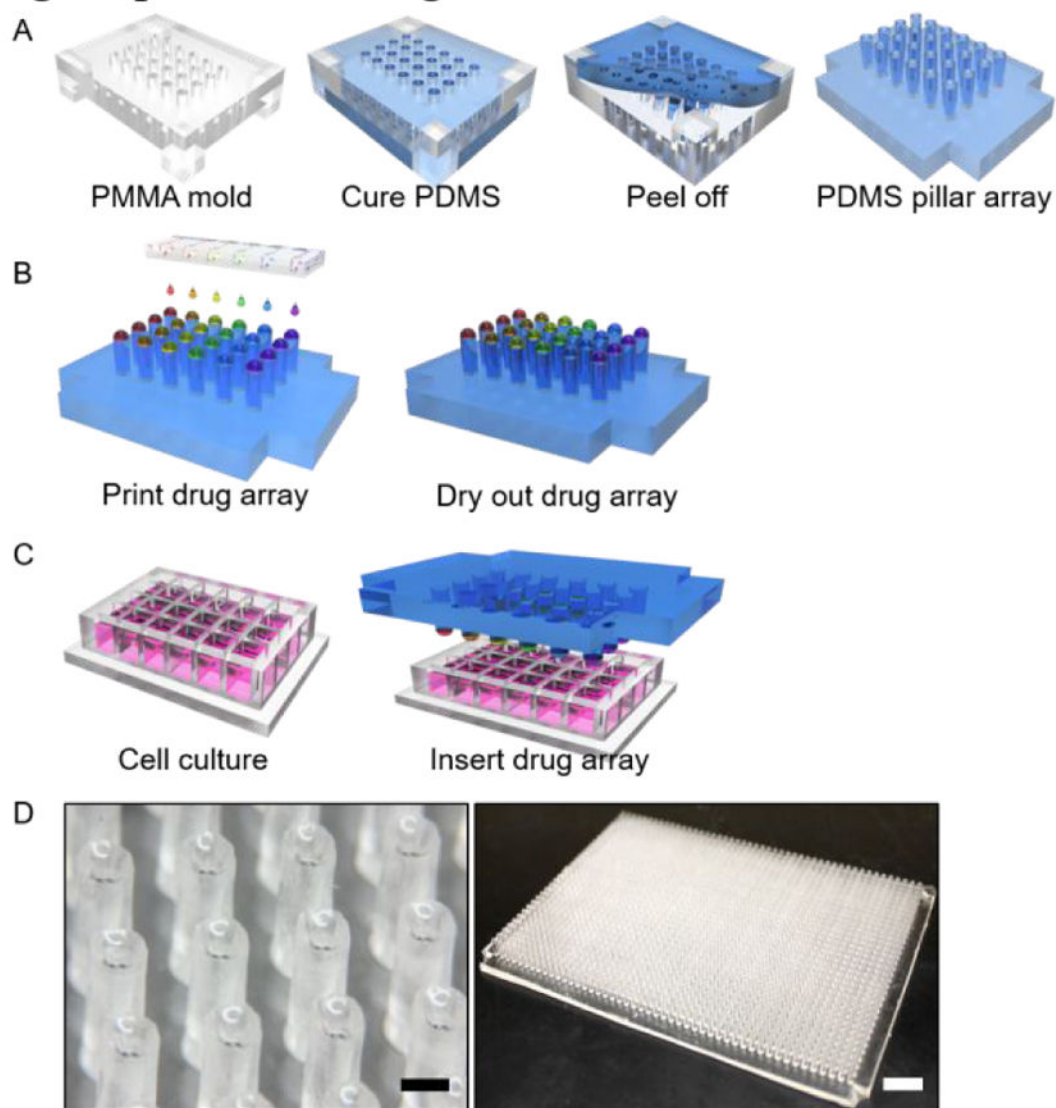 A
PMMA mold
Cure PDMS
Peel off
PDMS pillar array
B
Print drug array
Dry out drug array
C
Cell culture
Insert drug array
D